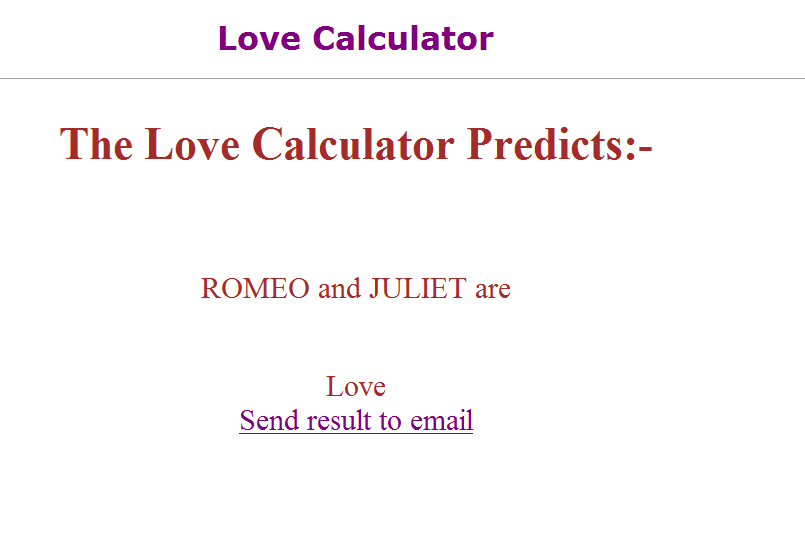 Love Calculator
The Love Calculator Predicts:-
ROMEO and JULIET are
Love
Send result to email